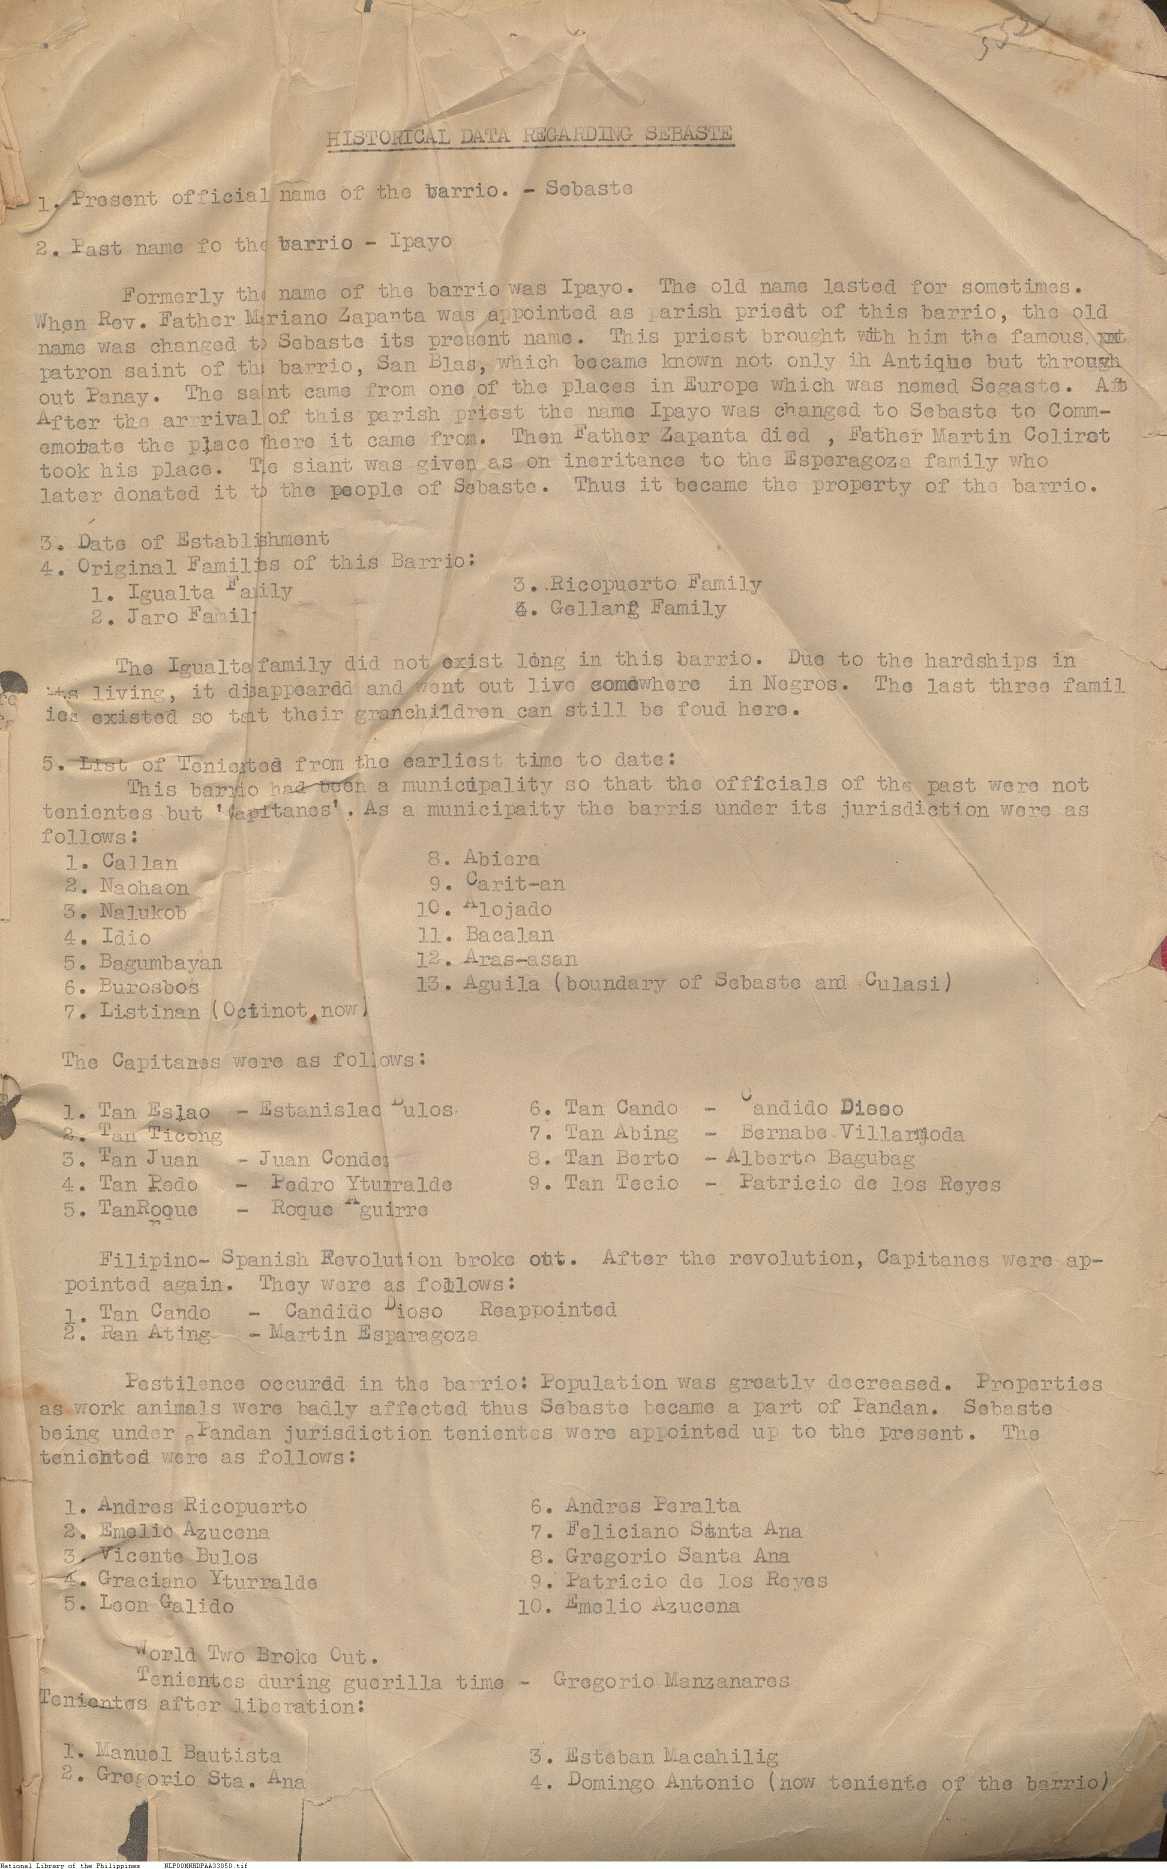 552
HISTORICAL DATA REGARDING SEBASTE
1. Present official name of the barrio. - Sebaste
2. Past name fo the barrio - Ipayo
Formerly the name of the barrio was Ipayo. The old name lasted for sometimes.
When Rev. Father Mariano Zapanta was appointed as parish priedt of this barrio, the old
name was changed to Sebaste its present name. This priest brought with him the famous
patron saint of the barrio, San Blas, which became known not only ih Antique but through
out Panay. The saint came from one of the places in Europe which was nemed Segaste. Aft
After the arrrival of this parish priest the name Ipayo was changed to Sebaste to Comm-
emotate the place where it came from. Then Father Zapanta died , Father Martin Coliret
took his place. The siant was given as on ineritance to the Esperagoza family who
later donated it to the people of Sebaste. Thus it became the property of the barrio.
3. Date of Establishment
4. Original Families of this Barrio:
1. Igualta Family 3. Ricopuerto Family
2. Jaro Family 4. Gellang Family
The Igualta family did not exist long in this barrio. Due to the hardships in
its living, it disappeardd and went out live somewhere in Negros. The last three famil
ies existed so tat their granchildren can still be foud here.
5. List of Tenientes from the earliest time to date:
This barrio had been a municipality so that the officials of the past were not
tenientes but 'Capitanes'. As a municipaity the barris under its jurisdiction were as
follows:
1. Callan 8. Abiera
2. Naohaon 9. Carit-an
3. Nalukob 10. Alojado
4. Idio 11. Bacalan
5. Bagumbayan 12. Aras-asan
6. Burosbos 13. Aguila (boundary of Sebaste and Culasi)
7. Listinan (Octinot now)
The Capitanes were as follows:
1. Tan Eslao - Estanislao Bulos 6. Tan Cando - Candido Dioso
2. Tan Ticong 7. Tan Abing - Bernabe Villarmoda
3. Tan Juan - Juan Condez 8. Tan Berto - Alberto Bagubag
4. Tan Pedo - Pedro Yturralde 9. Tan Tecio - Patricio de los Reyes
5. TanRoque - Roque Aguirre
Filipino- Spanish Revolution broke out. After the revolution, Capitanes were ap-
pointed again. They were as follows:
1. Tan Cando - Candido Dioso Reappointed
2. Ran Ating - Martin Esparagoza
Pestilence occurdd in the barrio: Population was greatly decreased. Properties
as work animals were badly affected thus Sebaste became a part of Pandan. Sebaste
being under Pandan jurisdiction tenientes were appointed up to the present. The
tenientes were as follows:
1. Andres Ricopuerto 6. Andres Peralta
2. Emelio Azucena 7. Feliciano Santa Ana
3. Vicente Bulos 8. Gregorio Santa Ana
4. Graciano Yturralde 9. Patricio de los Reyes
5. Leon Galido 10. Emelio Azucena
World Two Broke Out.
Tenientes during guerilla time - Gregorio Manzanares
Tenientes after liberation:
1. Manuel Bautista 3. Esteban Macahilig
2. Gregorio Sta. Ana 4. Domingo Antonio (now teniente of the barrio)
National Library of the Philippines NLPOOMNHDPAA33050.tif